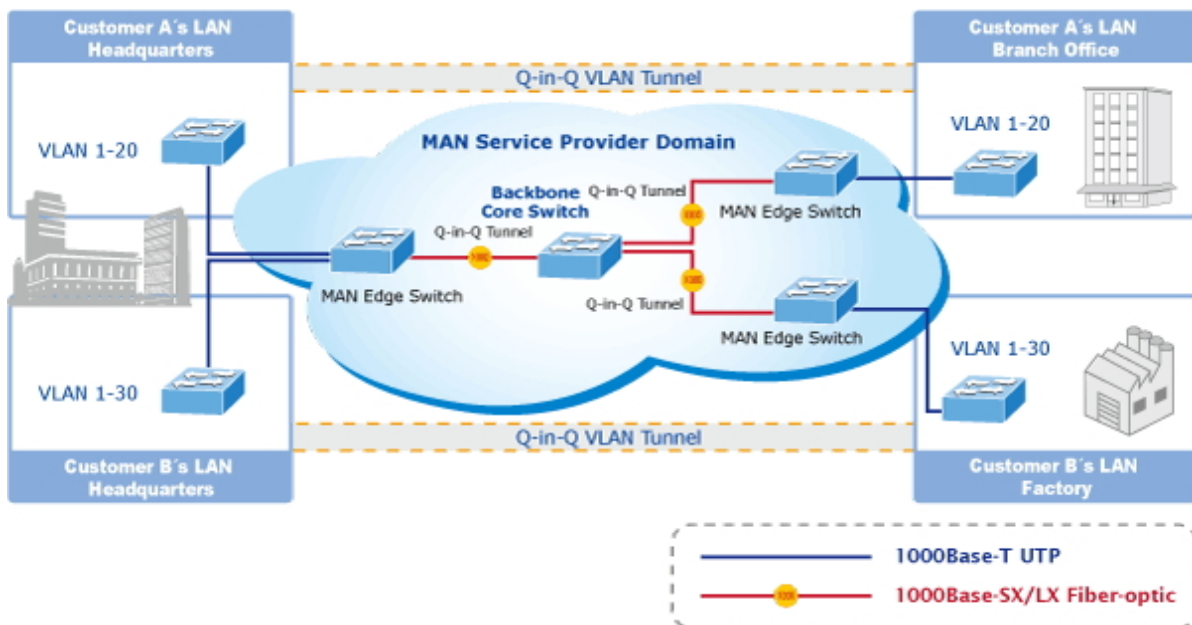 Customer A´s LAN
Headquarters
Customer A´s LAN
Branch Office
Q-in-Q VLAN Tunnel
VLAN 1-20
MAN Service Provider Domain
VLAN 1-20
Q-in-Q Tunnel
Backbone
Core Switch
MAN Edge Switch
Q-in-Q Tunnel
MAN Edge Switch
Q-in-Q Tunnel
MAN Edge Switch
VLAN 1-30
VLAN 1-30
Q-in-Q VLAN Tunnel
Customer B´s LAN
Headquarters
Customer B´s LAN
Factory
1000Base-T UTP
1000Base-SX/LX Fiber-optic